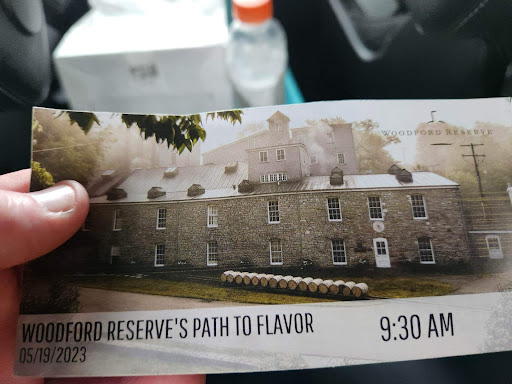 WOODFORD RESERVE
WOODFORD RESERVE'S PATH TO FLAVOR 9:30 AM
05/19/2023